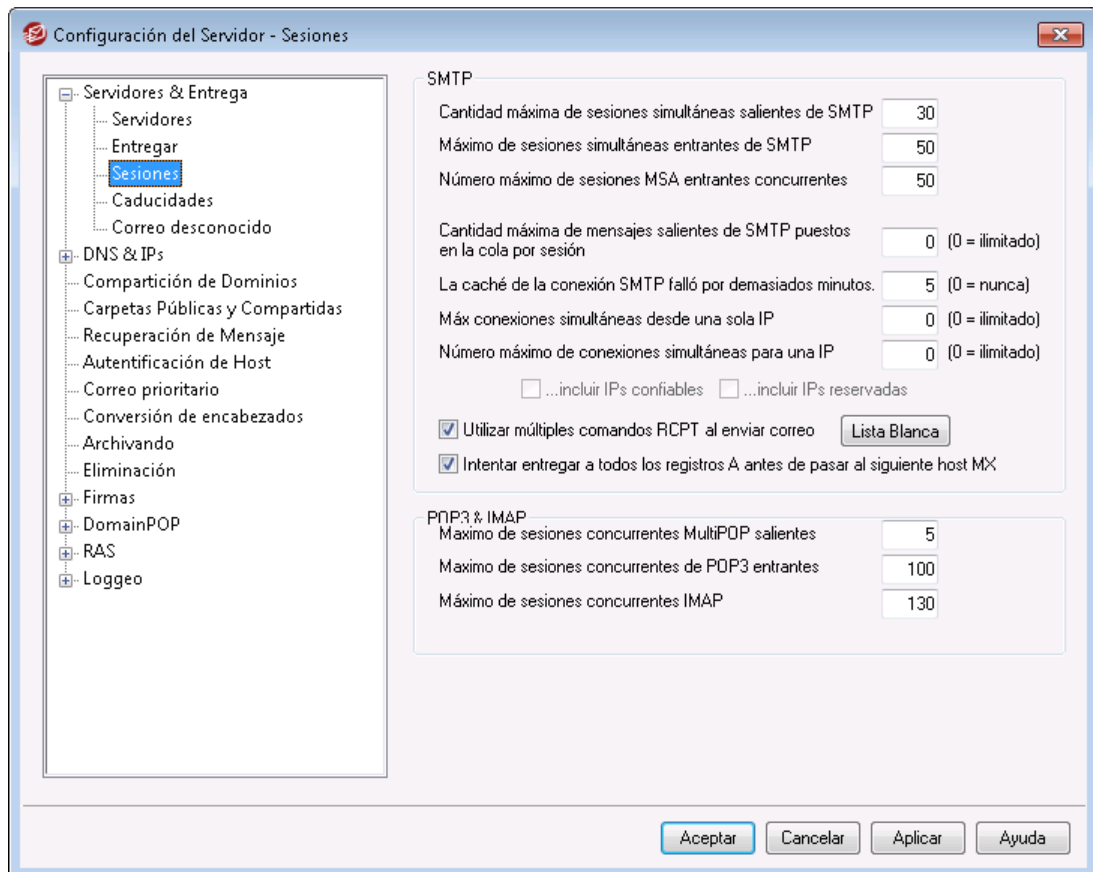 Configuración del Servidor - Sesiones
Servidores & Entrega
Servidores
Entregar
Sesiones
Caducidades
Correo desconocido
DNS & IPs
Compartición de Dominios
Carpetas Públicas y Compartidas
Recuperación de Mensaje
Autentificación de Host
Correo prioritario
Conversión de encabezados
Archivando
Eliminación
Firmas
DomainPOP
RAS
Loggeo
SMTP
Cantidad máxima de sesiones simultáneas salientes de SMTP 30
Máximo de sesiones simultáneas entrantes de SMTP 50
Número máximo de sesiones MSA entrantes concurrentes 50
Cantidad máxima de mensajes salientes de SMTP puestos
en la cola por sesión 0 (0 = ilimitado)
La caché de la conexión SMTP falló por demasiados minutos. 5 (0 = nunca)
Máx conexiones simultáneas desde una sola IP 0 (0 = ilimitado)
Número máximo de conexiones simultáneas para una IP 0 (0 = ilimitado)
...incluir IPs confiables ...incluir IPs reservadas
Utilizar múltiples comandos RCPT al enviar correo Lista Blanca
Intentar entregar a todos los registros A antes de pasar al siguiente host MX
POP3 & IMAP
Maximo de sesiones concurrentes MultiPOP salientes 5
Maximo de sesiones concurrentes de POP3 entrantes 100
Máximo de sesiones concurrentes IMAP 130
Aceptar Cancelar Aplicar Ayuda